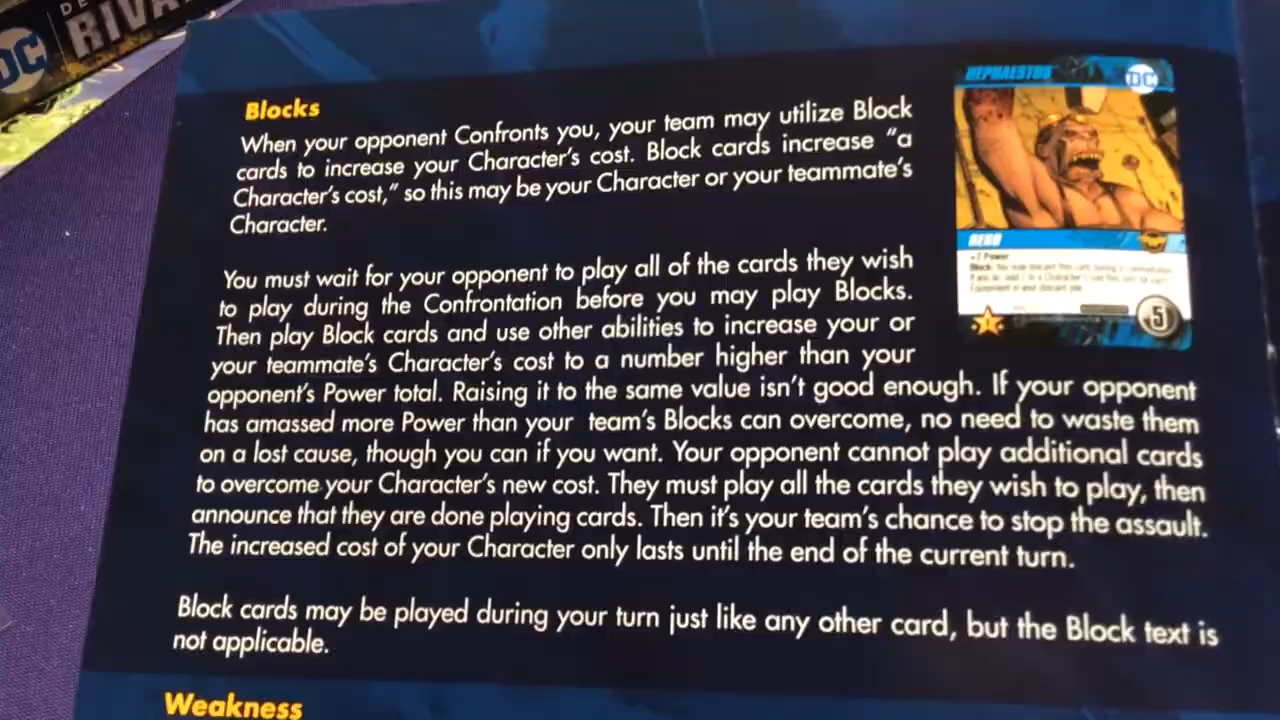 DC
RIVA
Blocks
When your opponent Confronts you, your team may utilize Block
cards to increase your Character's cost. Block cards increase "a
Character's cost," so this may be your Character or your teammate's
Character.
You must wait for your opponent to play all of the cards they wish
to play during the Confrontation before you may play Blocks.
Then play Block cards and use other abilities to increase your or
your teammate's Character's cost to a number higher than your
opponent's Power total. Raising it to the same value isn't good enough. If your opponent
has amassed more Power than your team's Blocks can overcome, no need to waste them
on a lost cause, though you can if you want. Your opponent cannot play additional cards
to overcome your Character's new cost. They must play all the cards they wish to play, then
announce that they are done playing cards. Then it's your team's chance to stop the assault.
The increased cost of your Character only lasts until the end of the current turn.
Block cards may be played during your turn just like any other card, but the Block text is
not applicable.
Weakness
HEPHAESTUS
DC
HERO
Power
Block:
1
5